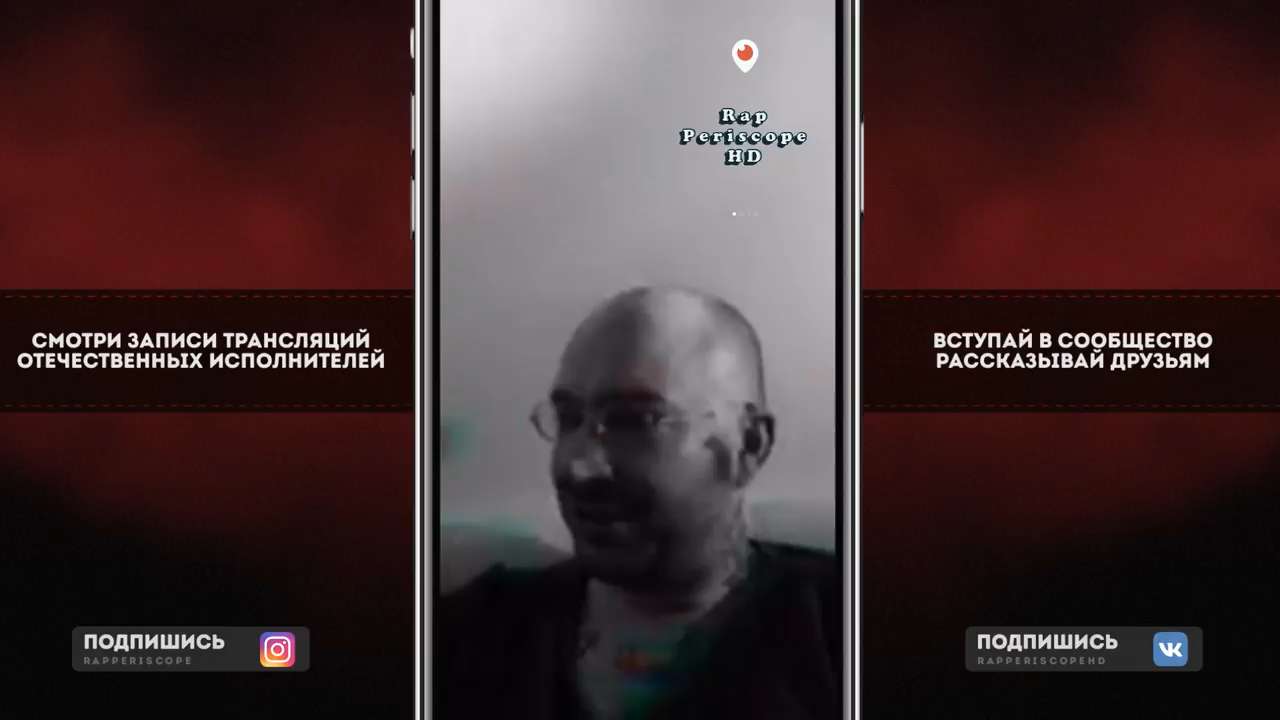 Rap
Periscope
HD
СМОТРИ ЗАПИСИ ТРАНСЛЯЦИЙ
ОТЕЧЕСТВЕННЫХ ИСПОЛНИТЕЛЕЙ
ВСТУПАЙ В СООБЩЕСТВО
РАССКАЗЫВАЙ ДРУЗЬЯМ
ПОДПИШИСЬ
RAPPERISCOPE
ПОДПИШИСЬ
RAPPERISCOPEHD